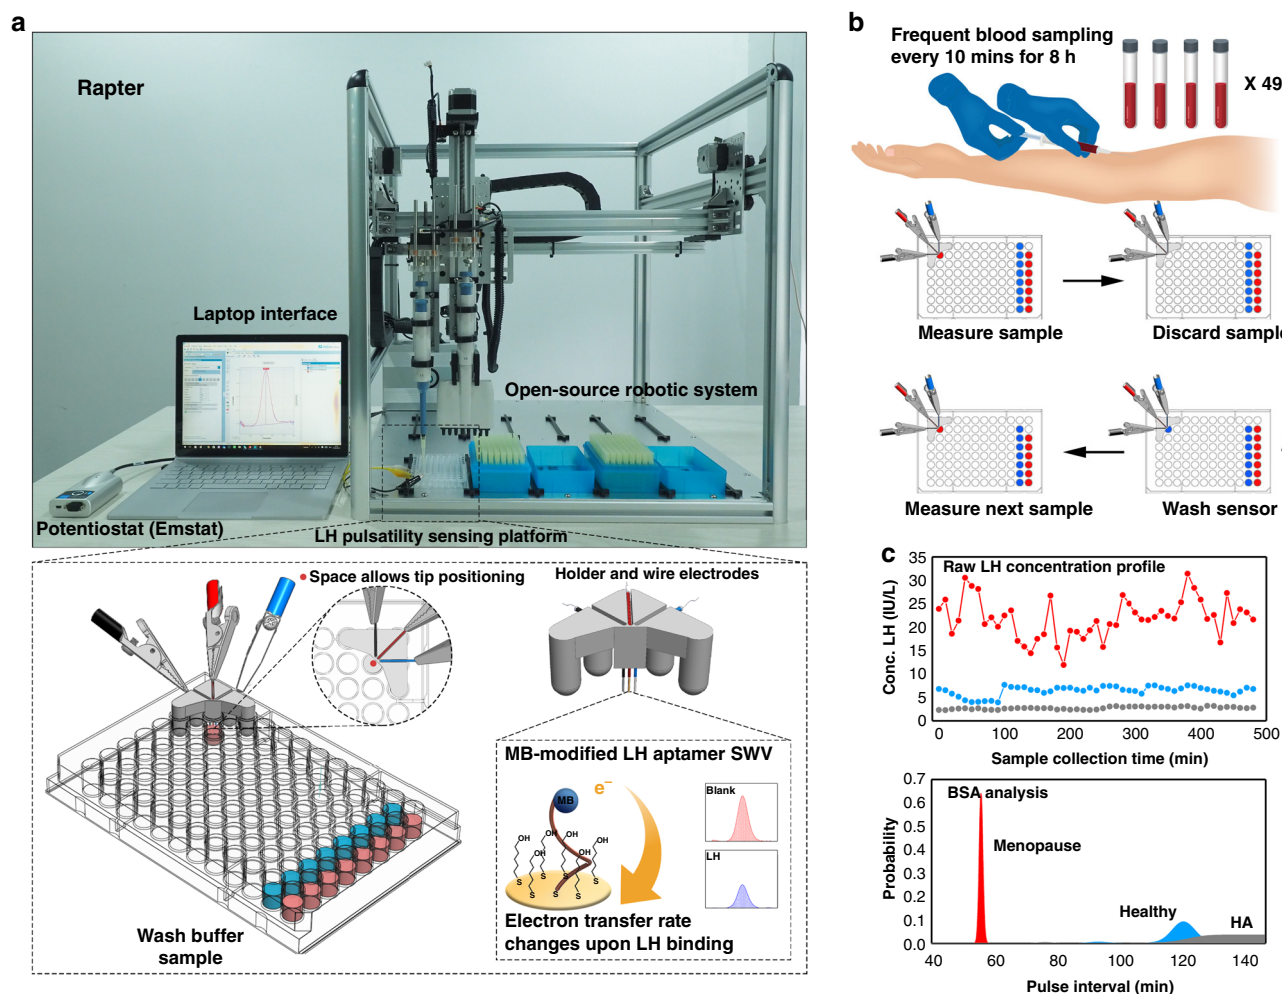 a
Rapter
Laptop interface
Open-source robotic system
Potentiostat (Emstat)
LH pulsatility sensing platform
Space allows tip positioning
Holder and wire electrodes
Wash buffer
sample
MB-modified LH aptamer SWV
MB
e−
Blank
LH
OH
OH
OH
OH
OH
S
S
S
S
S
Electron transfer rate
changes upon LH binding
b
Frequent blood sampling
every 10 mins for 8 h
X 49
Measure sample
Discard sample
Measure next sample
Wash sensor
c
Raw LH concentration profile
Conc. LH (IU/L)
35
30
25
20
15
10
5
0
0
100
200
300
400
500
Sample collection time (min)
BSA analysis
Probability
0.7
0.6
0.5
0.4
0.3
0.2
0.1
0.0
Menopause
Healthy
HA
40
60
80
100
120
140
Pulse interval (min)